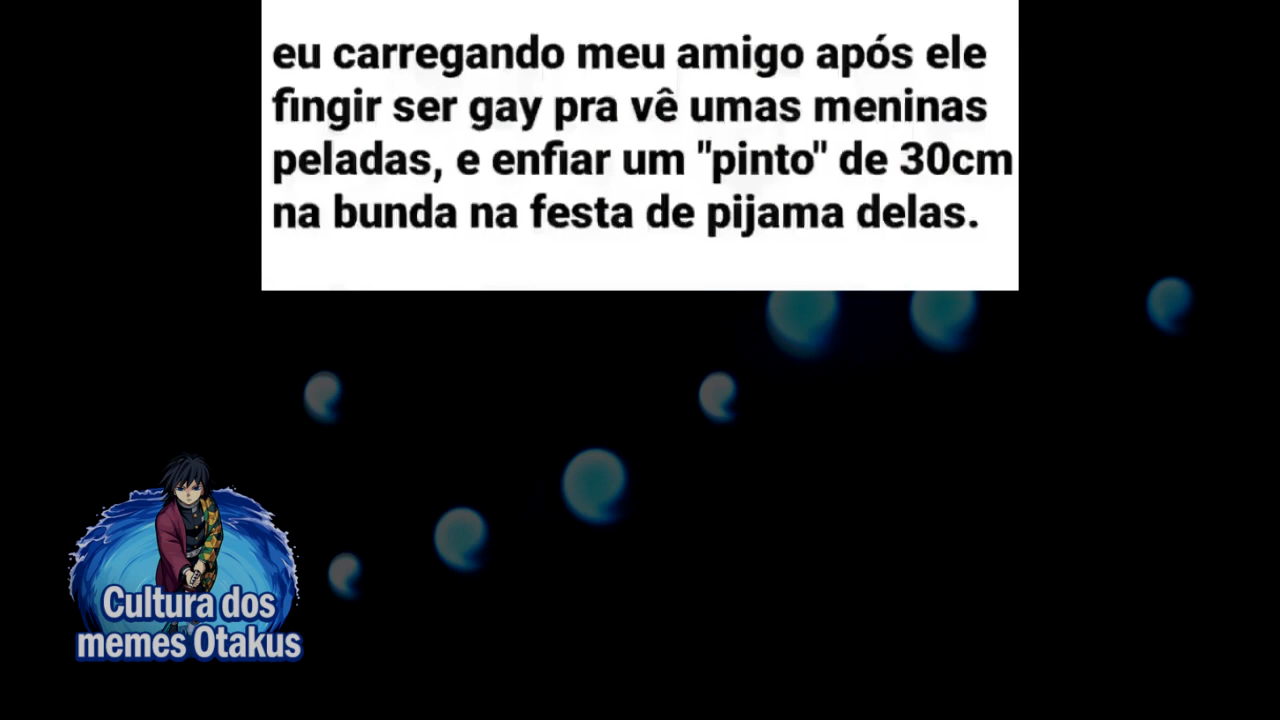 eu carregando meu amigo após ele
fingir ser gay pra vê umas meninas
peladas, e enfiar um "pinto" de 30cm
na bunda na festa de pijama delas.
Cultura dos
memes Otakus